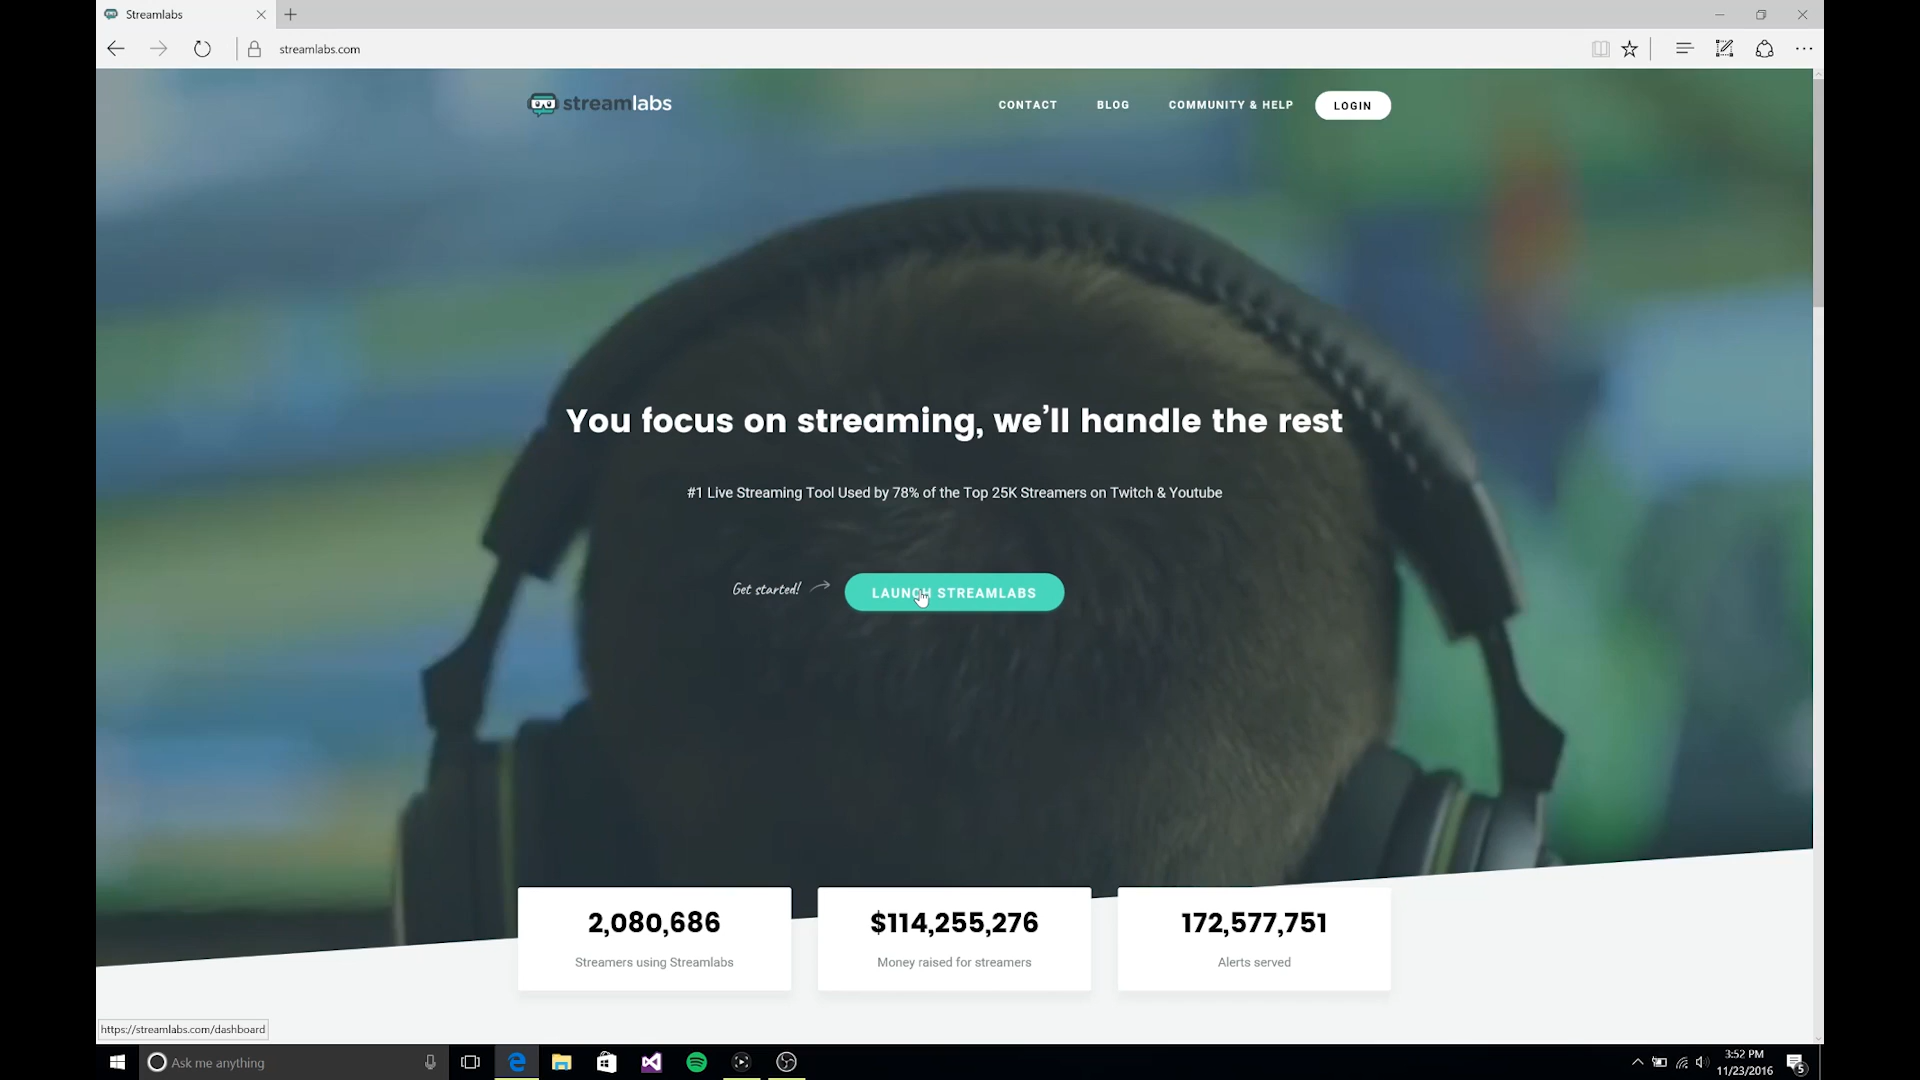 Streamlabs
streamlabs.com
streamlabs
CONTACT
BLOG
COMMUNITY & HELP
LOGIN
You focus on streaming, we'll handle the rest
#1 Live Streaming Tool Used by 78% of the Top 25K Streamers on Twitch & Youtube
Get started!
LAUNCH STREAMLABS
2,080,686
Streamers using Streamlabs
$114,255,276
Money raised for streamers
172,577,751
Alerts served
https://streamlabs.com/dashboard
Ask me anything
3:52 PM
11/23/2016
5